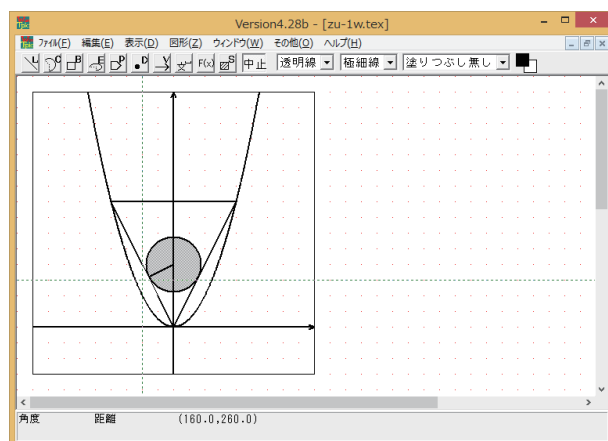 Version4.28b - [zu-1w.tex]
ファイル(F) 編集(E) 表示(D) 図形(Z) ウィンドウ(W) その他(O) ヘルプ(H)
L C B E P D V 文 F(x) S 中止 透明線 極細線 塗りつぶし無し
角度 距離 (160.0,260.0)